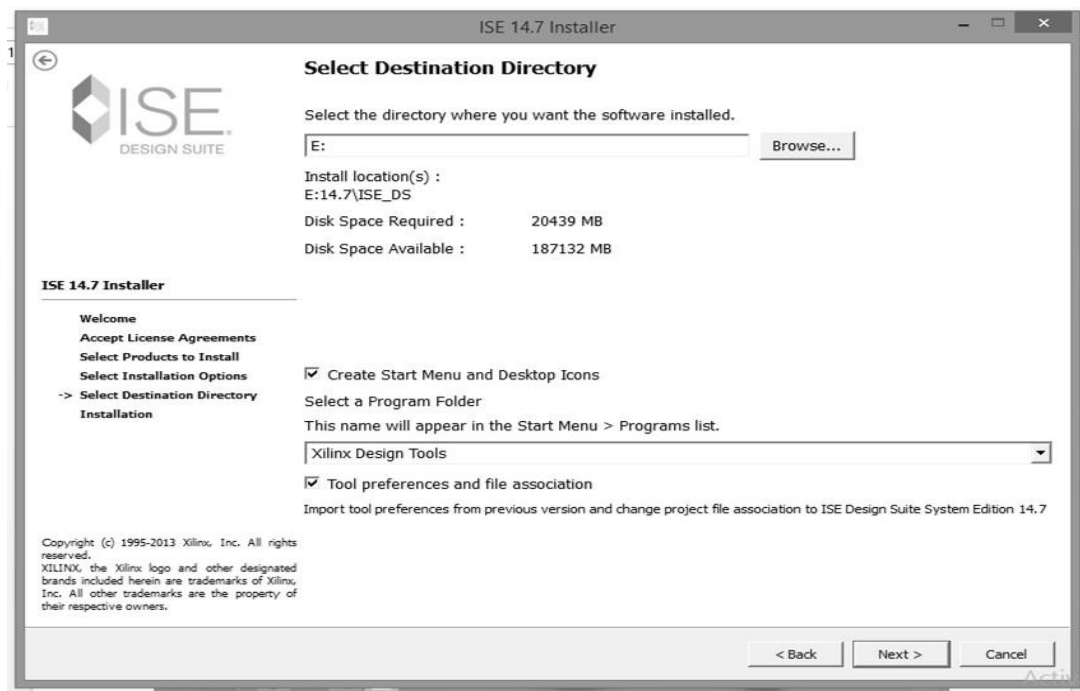 ISE 14.7 Installer
1
ISE
DESIGN SUITE
Select Destination Directory
Select the directory where you want the software installed.
E:
Browse...
Install location(s) :
E:14.7\ISE_DS
Disk Space Required : 20439 MB
Disk Space Available : 187132 MB
ISE 14.7 Installer
Welcome
Accept License Agreements
Select Products to Install
Select Installation Options
-> Select Destination Directory
Installation
Create Start Menu and Desktop Icons
Select a Program Folder
This name will appear in the Start Menu > Programs list.
Xilinx Design Tools
Tool preferences and file association
Import tool preferences from previous version and change project file association to ISE Design Suite System Edition 14.7
Copyright (c) 1995-2013 Xilinx, Inc. All rights
reserved.
XILINX, the Xilinx logo and other designated
brands included herein are trademarks of Xilinx,
Inc. All other trademarks are the property of
their respective owners.
< Back
Next >
Cancel
Activ